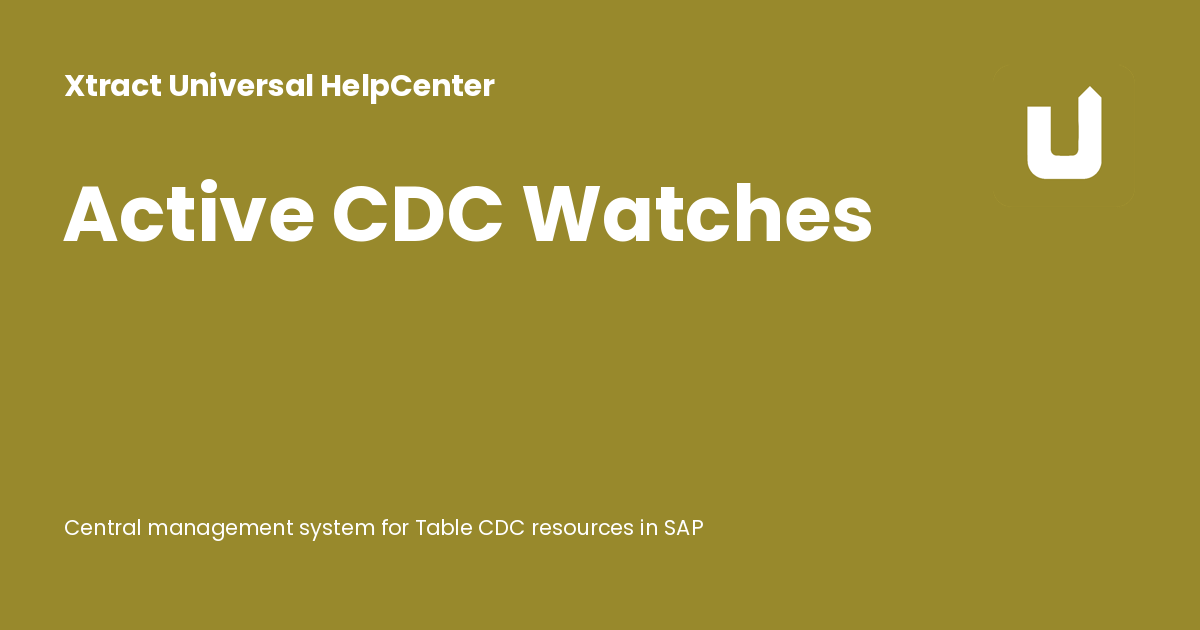 Xtract Universal HelpCenter
Active CDC Watches
Central management system for Table CDC resources in SAP